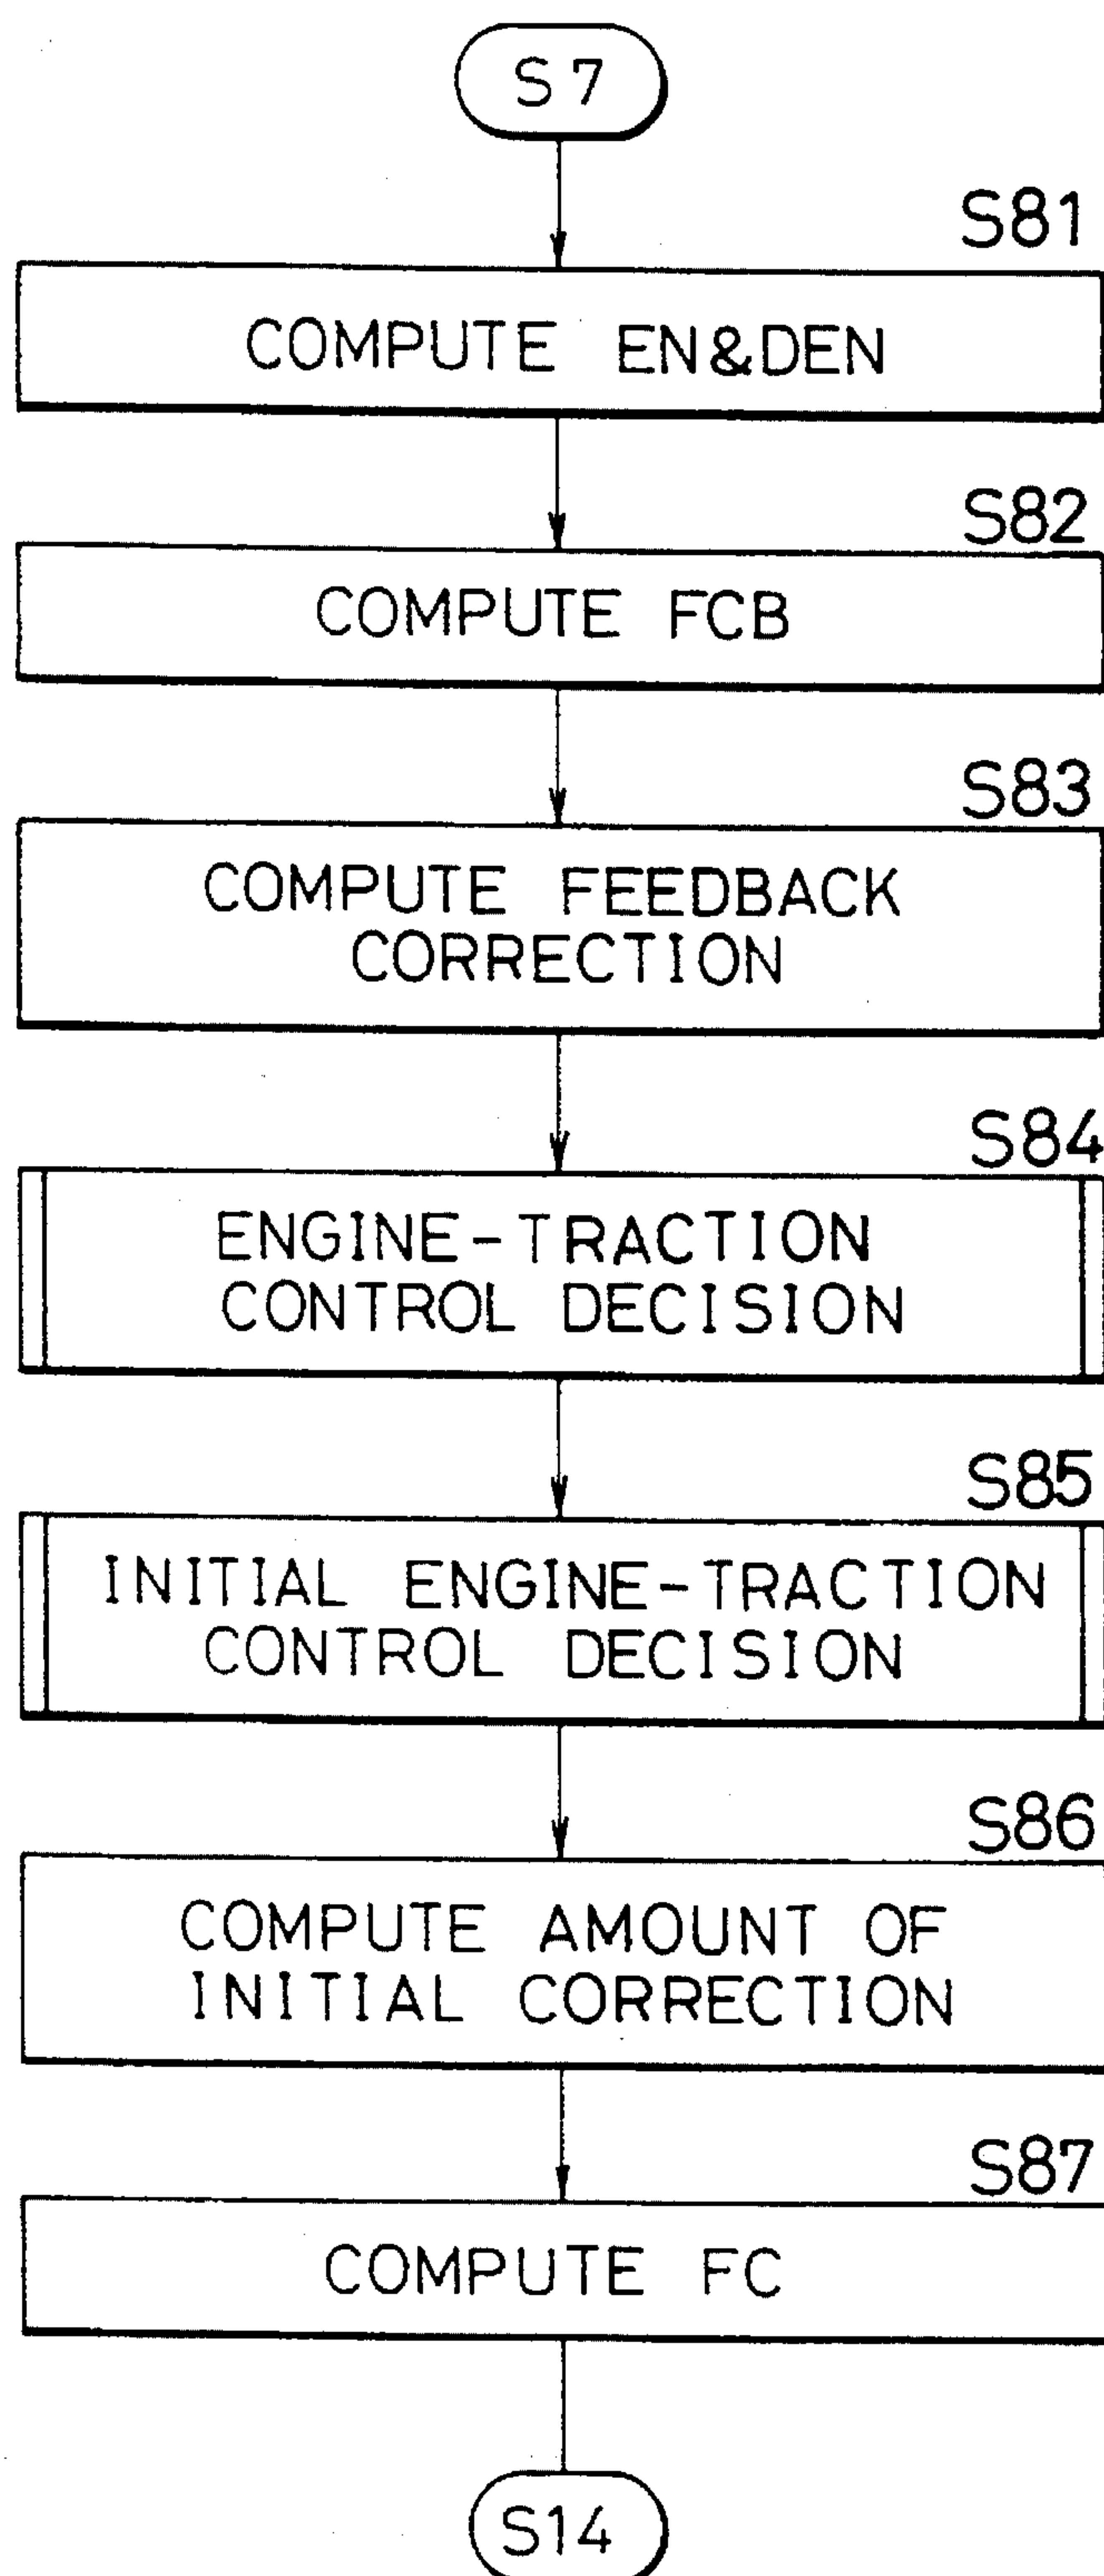 S7
S81
COMPUTE EN&DEN
S82
COMPUTE FCB
S83
COMPUTE FEEDBACK
CORRECTION
S84
ENGINE-TRACTION
CONTROL DECISION
S85
INITIAL ENGINE-TRACTION
CONTROL DECISION
S86
COMPUTE AMOUNT OF
INITIAL CORRECTION
S87
COMPUTE FC
S14